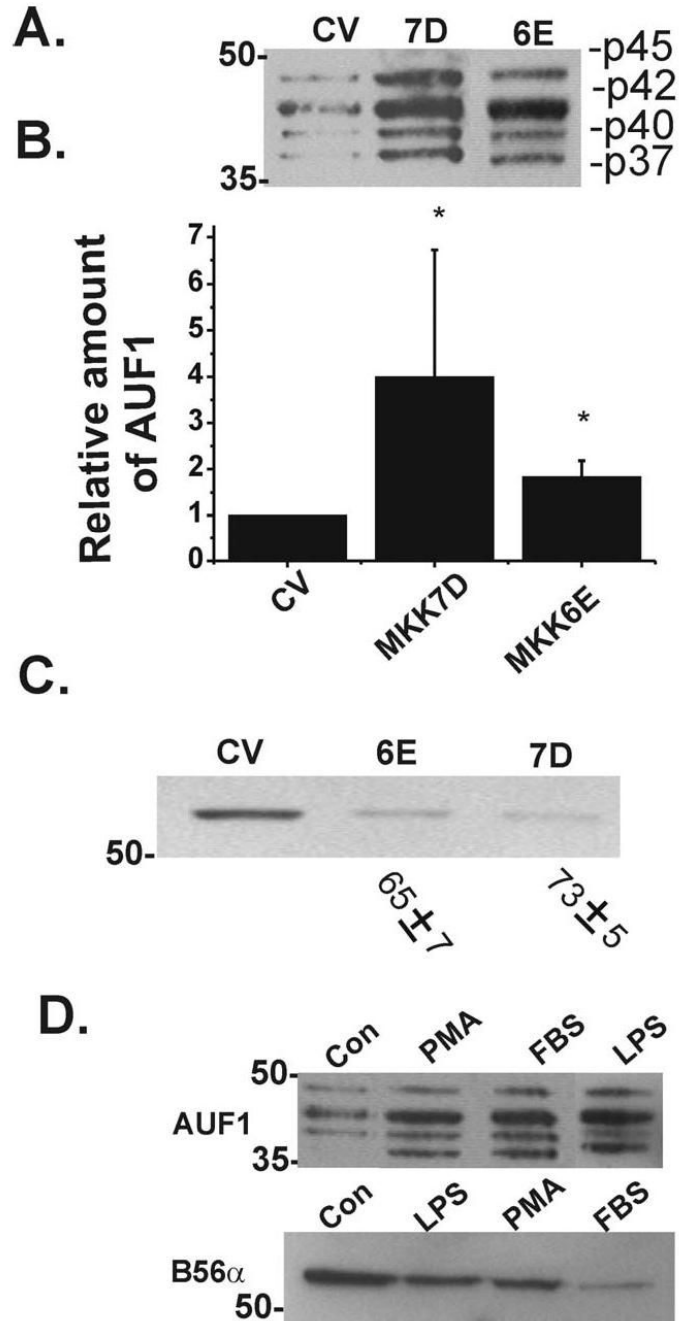 A.
CV 7D 6E
50-
-p45
-p42
-p40
-p37
35-
B.
Relative amount
of AUF1
7
6
5
4
3
2
1
0
*
*
CV
MKK7D
MKK6E
C.
CV 6E 7D
50-
65±7
73±5
D.
Con PMA FBS LPS
50-
AUF1
35-
Con LPS PMA FBS
B56α
50-